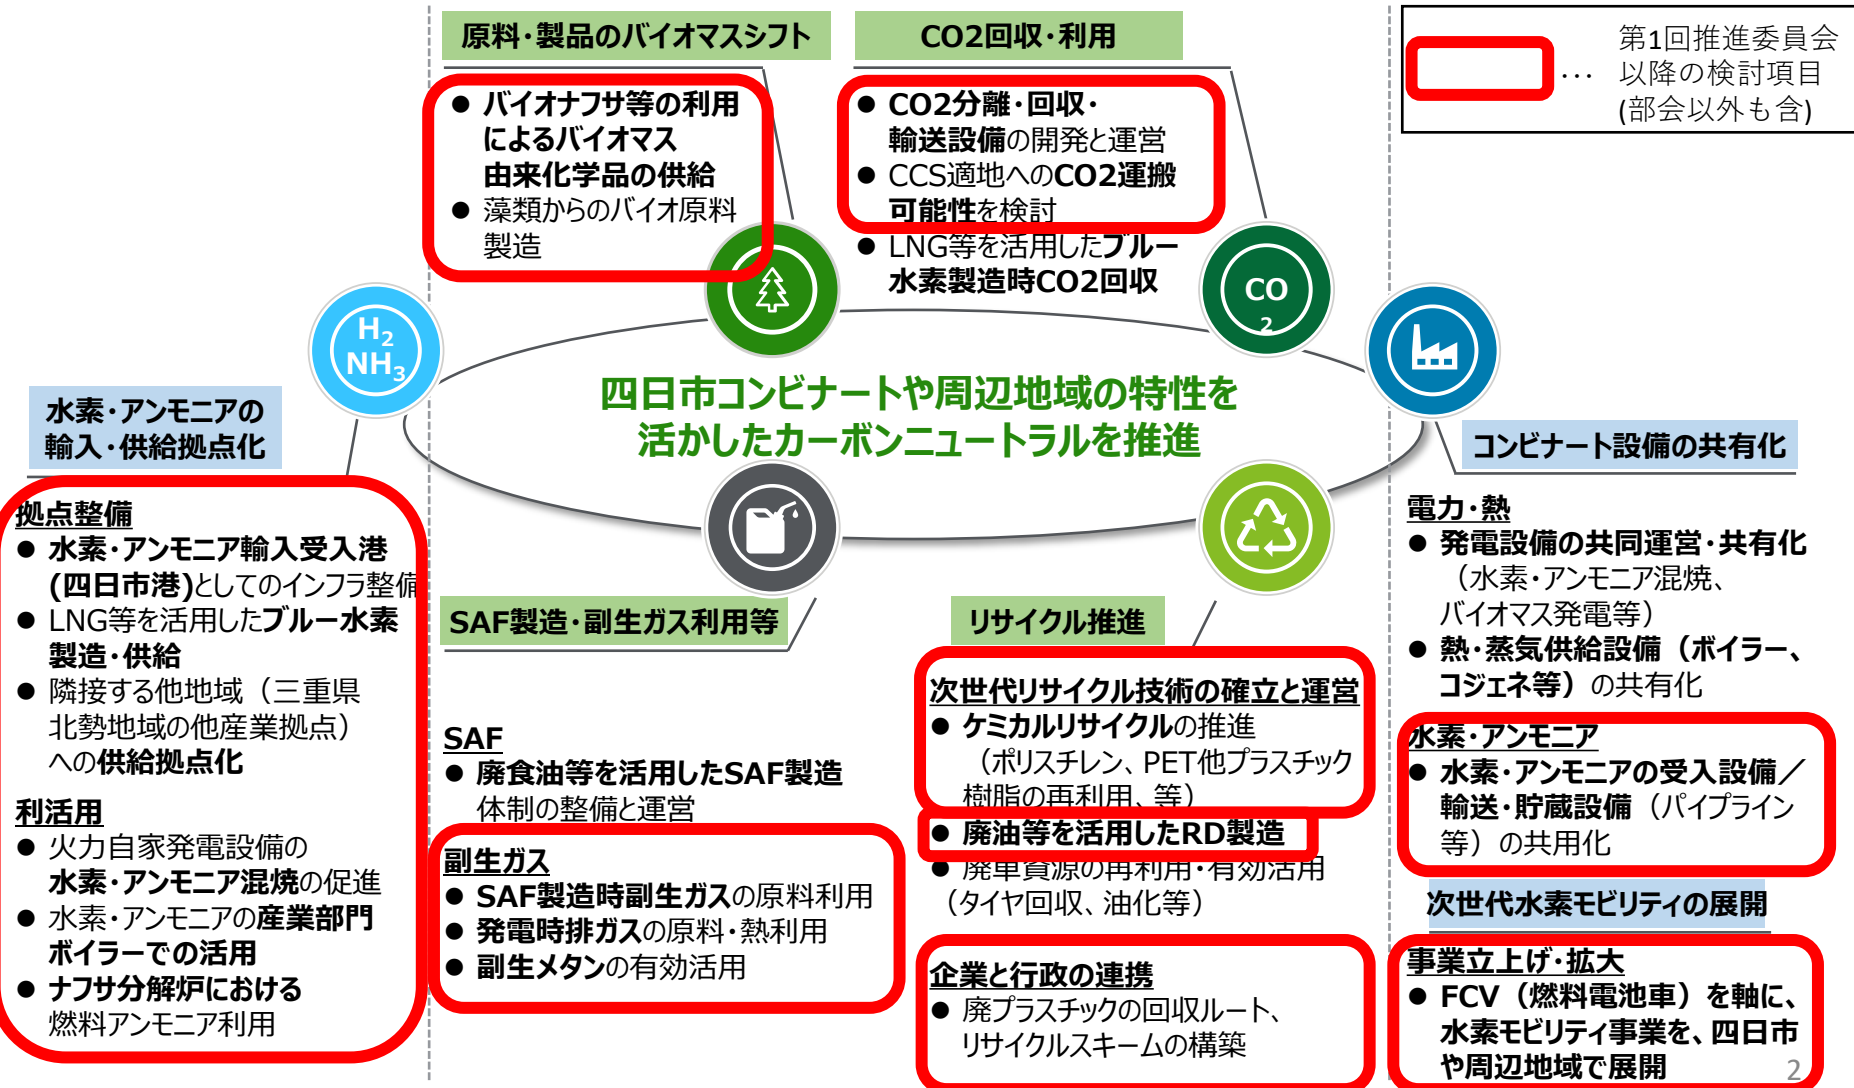 原料・製品のバイオマスシフト
● バイオナフサ等の利用
によるバイオマス
由来化学品の供給
● 藻類からのバイオ原料
製造
CO2回収・利用
● CO2分離・回収・
輸送設備の開発と運営
● CCS適地へのCO2運搬
可能性を検討
● LNG等を活用したブルー
水素製造時CO2回収
… 第1回推進委員会
以降の検討項目
(部会以外も含)
H2
NH3
CO
2
四日市コンビナートや周辺地域の特性を
活かしたカーボンニュートラルを推進
水素・アンモニアの
輸入・供給拠点化
拠点整備
● 水素・アンモニア輸入受入港
(四日市港)としてのインフラ整備
● LNG等を活用したブルー水素
製造・供給
● 隣接する他地域（三重県
北勢地域の他産業拠点）
への供給拠点化
利活用
● 火力自家発電設備の
水素・アンモニア混焼の促進
● 水素・アンモニアの産業部門
ボイラーでの活用
● ナフサ分解炉における
燃料アンモニア利用
SAF製造・副生ガス利用等
SAF
● 廃食油等を活用したSAF製造
体制の整備と運営
副生ガス
● SAF製造時副生ガスの原料利用
● 発電時排ガスの原料・熱利用
● 副生メタンの有効活用
リサイクル推進
次世代リサイクル技術の確立と運営
● ケミカルリサイクルの推進
（ポリスチレン、PET他プラスチック
樹脂の再利用、等）
● 廃油等を活用したRD製造
● 廃車資源の再利用・有効活用
（タイヤ回収、油化等）
企業と行政の連携
● 廃プラスチックの回収ルート、
リサイクルスキームの構築
コンビナート設備の共有化
電力・熱
● 発電設備の共同運営・共有化
（水素・アンモニア混焼、
バイオマス発電等）
● 熱・蒸気供給設備（ボイラー、
コジェネ等）の共有化
水素・アンモニア
● 水素・アンモニアの受入設備／
輸送・貯蔵設備（パイプライン
等）の共用化
次世代水素モビリティの展開
事業立上げ・拡大
● FCV（燃料電池車）を軸に、
水素モビリティ事業を、四日市
や周辺地域で展開
2